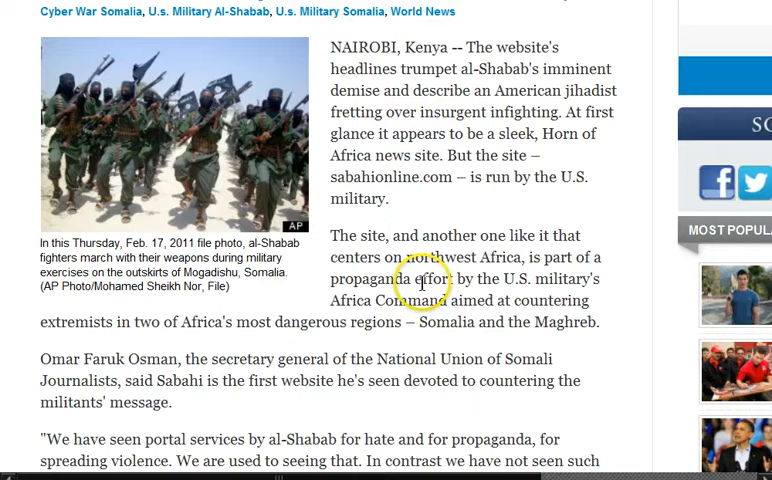 Cyber War Somalia, U.s. Military Al-Shabab, U.s. Military Somalia, World News
AP
In this Thursday, Feb. 17, 2011 file photo, al-Shabab
fighters march with their weapons during military
exercises on the outskirts of Mogadishu, Somalia.
(AP Photo/Mohamed Sheikh Nor, File)
NAIROBI, Kenya -- The website's
headlines trumpet al-Shabab's imminent
demise and describe an American jihadist
fretting over insurgent infighting. At first
glance it appears to be a sleek, Horn of
Africa news site. But the site –
sabahionline.com – is run by the U.S.
military.
The site, and another one like it that
centers on northwest Africa, is part of a
propaganda effort by the U.S. military's
Africa Command aimed at countering
extremists in two of Africa's most dangerous regions – Somalia and the Maghreb.
Omar Faruk Osman, the secretary general of the National Union of Somali
Journalists, said Sabahi is the first website he's seen devoted to countering the
militants' message.
"We have seen portal services by al-Shabab for hate and for propaganda, for
spreading violence. We are used to seeing that. In contrast we have not seen such
SO
MOST POPULA